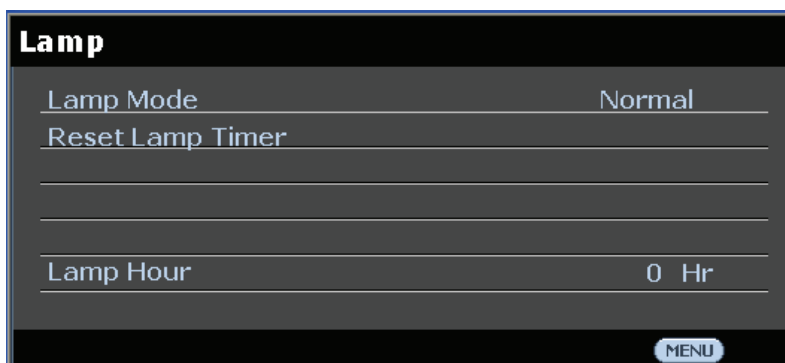 Lamp
Lamp Mode Normal
Reset Lamp Timer
Lamp Hour 0 Hr
MENU